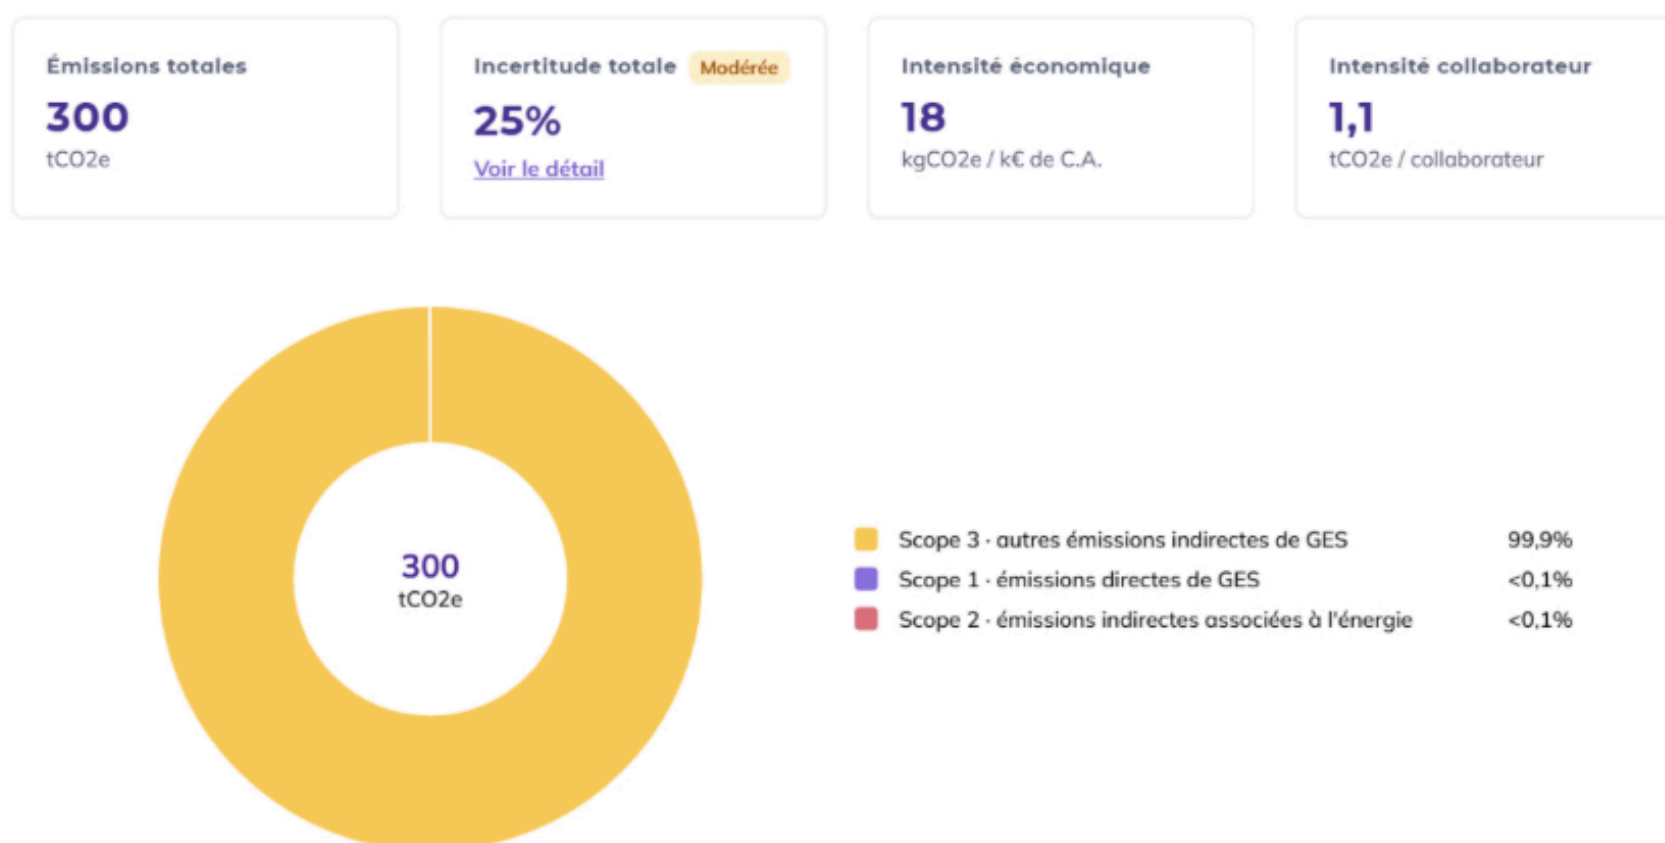 Émissions totales
300
tCO2e
Incertitude totale Modérée
25%
Voir le détail
Intensité économique
18
kgCO2e / k€ de C.A.
Intensité collaborateur
1,1
tCO2e / collaborateur
300
tCO2e
Scope 3 · autres émissions indirectes de GES 99,9%
Scope 1 · émissions directes de GES <0,1%
Scope 2 · émissions indirectes associées à l'énergie <0,1%